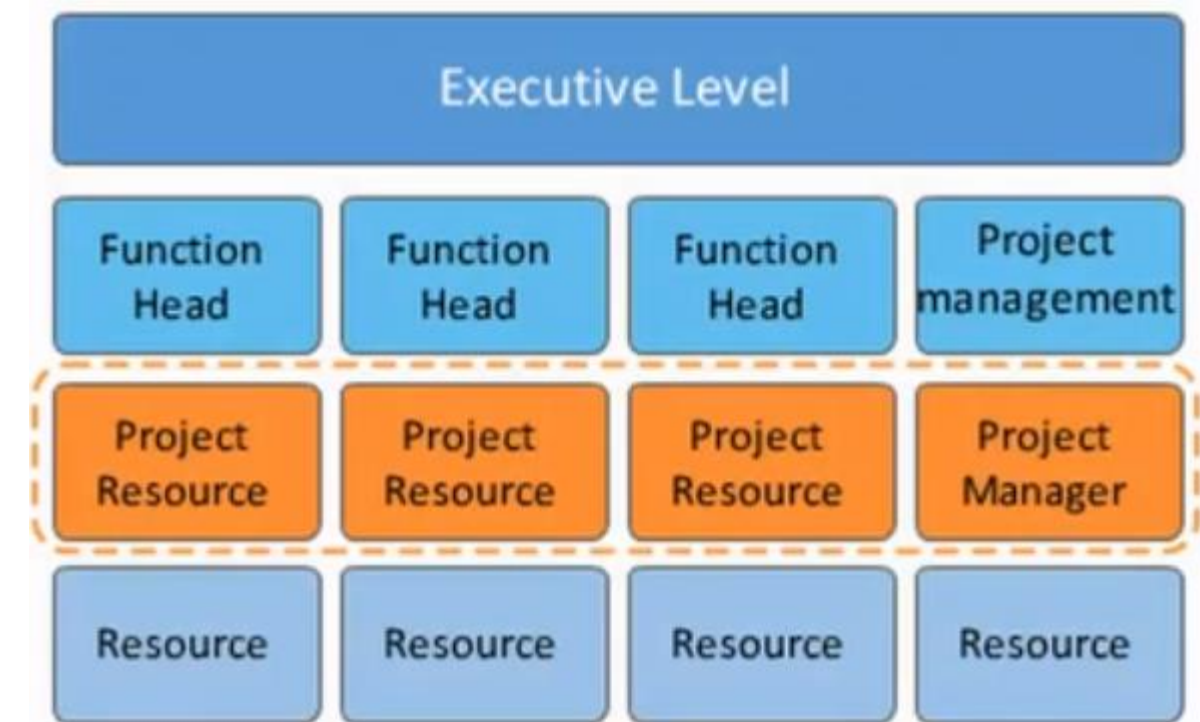 Executive Level
Function
Head
Function
Head
Function
Head
Project
management
Project
Resource
Project
Resource
Project
Resource
Project
Manager
Resource
Resource
Resource
Resource